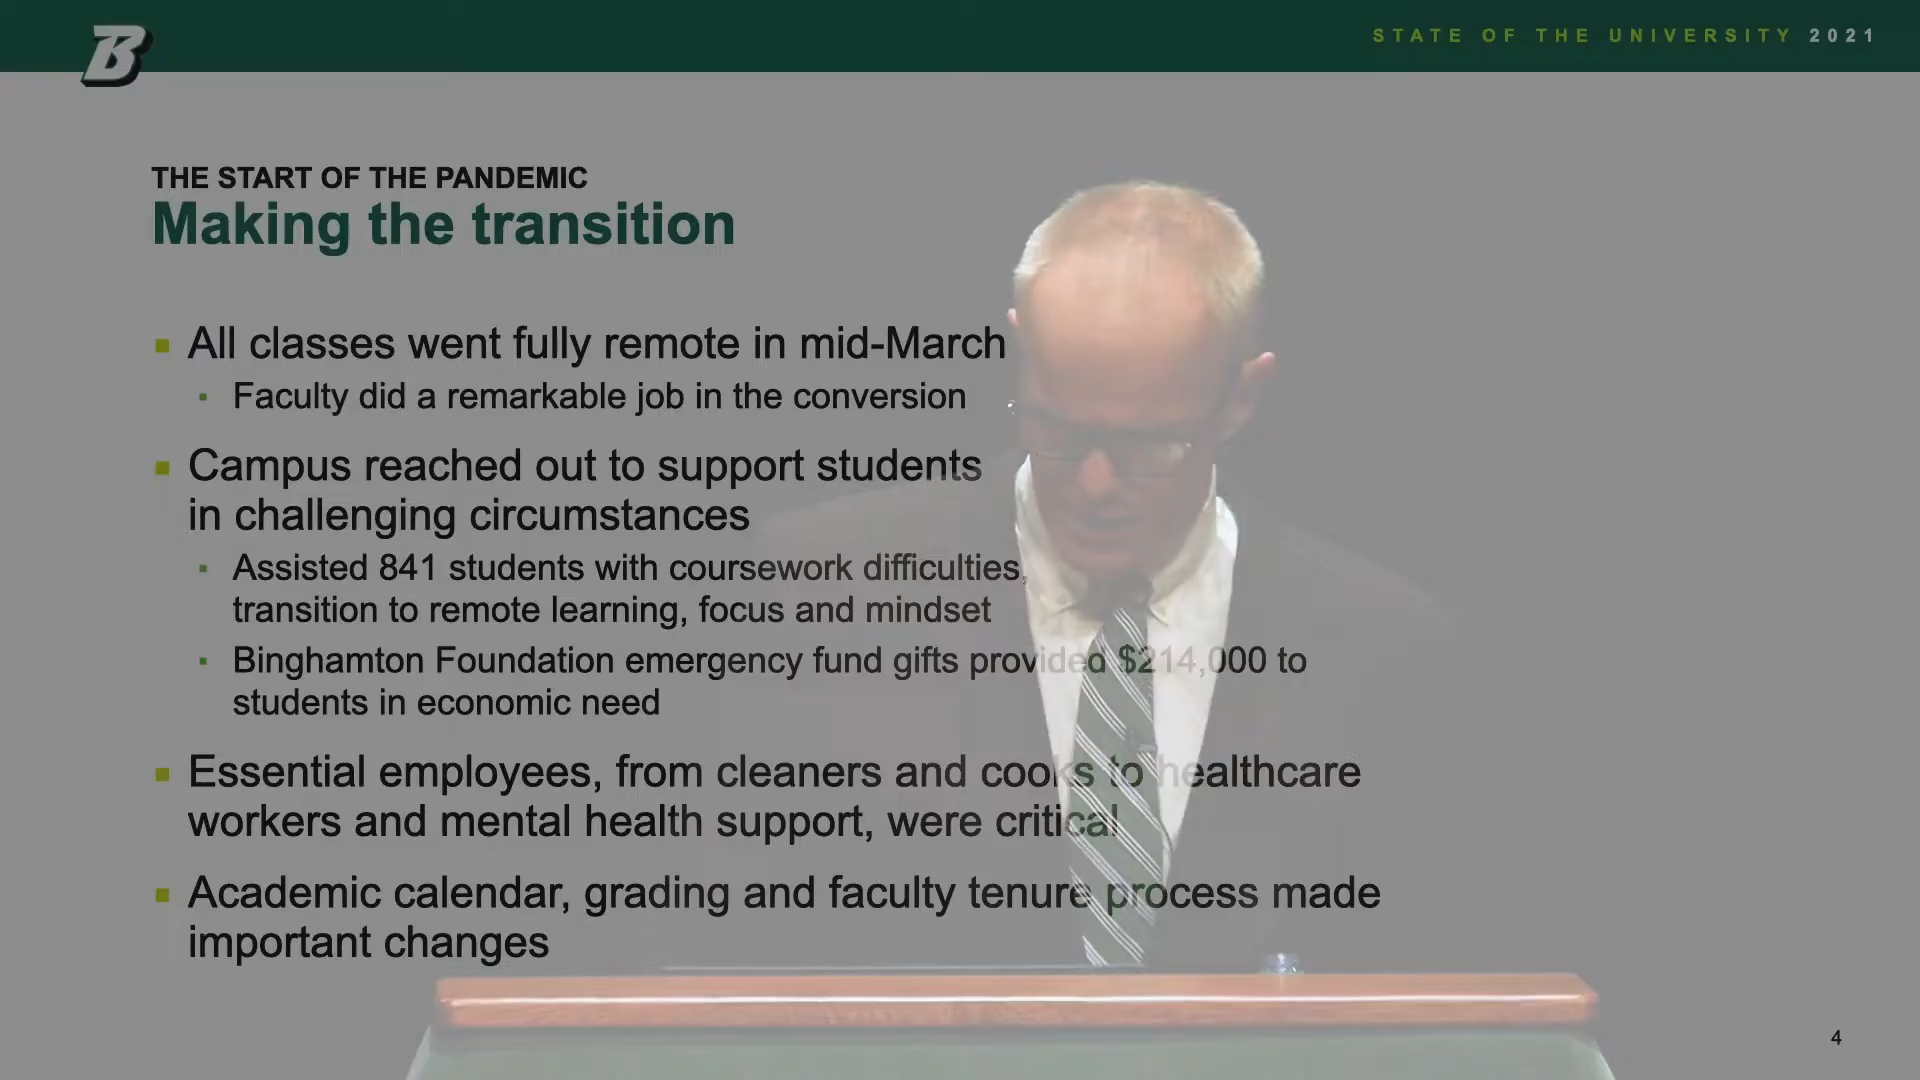 B
STATE OF THE UNIVERSITY 2021
THE START OF THE PANDEMIC
Making the transition
All classes went fully remote in mid-March
Faculty did a remarkable job in the conversion
Campus reached out to support students
in challenging circumstances
Assisted 841 students with coursework difficulties,
transition to remote learning, focus and mindset
Binghamton Foundation emergency fund gifts provided $214,000 to
students in economic need
Essential employees, from cleaners and cooks to healthcare
workers and mental health support, were critical
Academic calendar, grading and faculty tenure process made
important changes
4